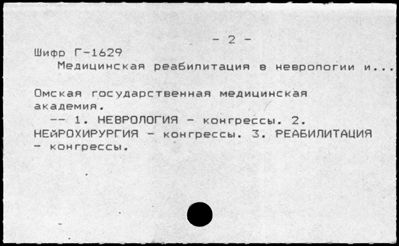 - 2 -
Шифр Г-1629
Медицинская реабилитация в неврологии и...
Омская государственная медицинская
академия.
-- 1. НЕВРОЛОГИЯ - конгрессы. 2.
НЕЙРОХИРУРГИЯ - конгрессы. 3. РЕАБИЛИТАЦИЯ
- конгрессы.